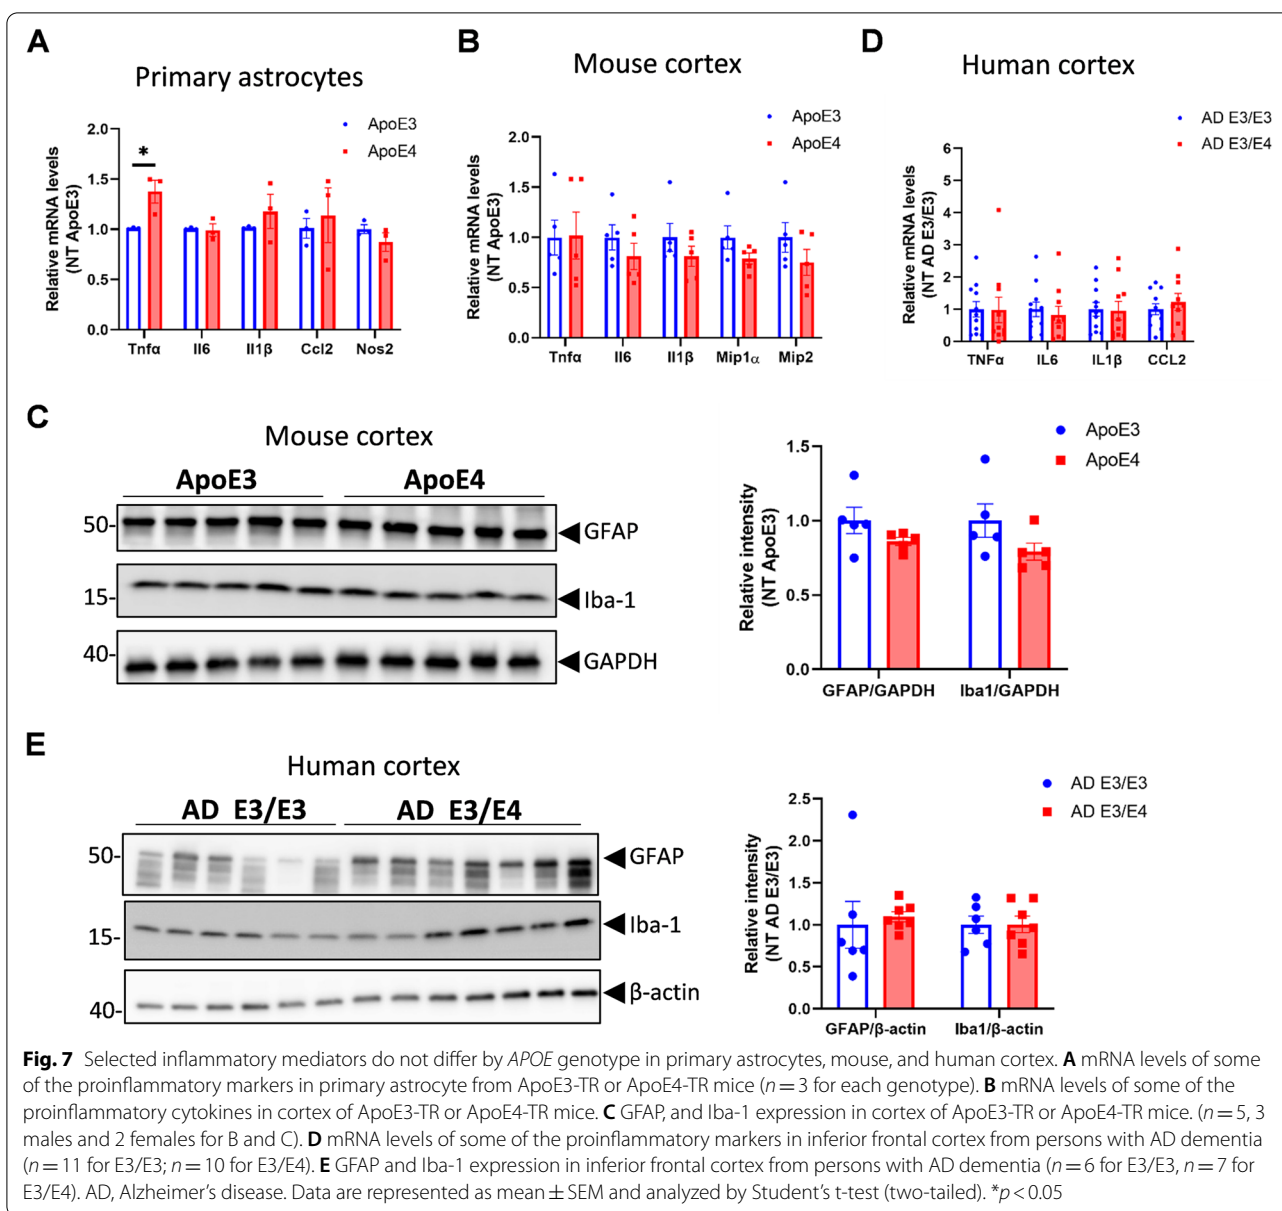 A
Primary astrocytes
ApoE3
ApoE4
Relative mRNA levels
(NT ApoE3)
2.0
1.5
1.0
0.5
0.0
*
Tnfα Il6 Il1β Ccl2 Nos2
B
Mouse cortex
ApoE3
ApoE4
Relative mRNA levels
(NT ApoE3)
2.0
1.5
1.0
0.5
0.0
Tnfα Il6 Il1β Mip1α Mip2
D
Human cortex
AD E3/E3
AD E3/E4
Relative mRNA levels
(NT AD E3/E3)
6
5
4
3
2
1
0
TNFα IL6 IL1β CCL2
C
Mouse cortex
ApoE3 ApoE4
50- GFAP
15- Iba-1
40- GAPDH
ApoE3
ApoE4
Relative intensity
(NT ApoE3)
1.5
1.0
0.5
0.0
GFAP/GAPDH Iba1/GAPDH
E
Human cortex
AD E3/E3 AD E3/E4
50- GFAP
15- Iba-1
40- β-actin
AD E3/E3
AD E3/E4
Relative intensity
(NT AD E3/E3)
2.5
2.0
1.5
1.0
0.5
0.0
GFAP/β-actin Iba1/β-actin
Fig. 7 Selected inflammatory mediators do not differ by APOE genotype in primary astrocytes, mouse, and human cortex. A mRNA levels of some
of the proinflammatory markers in primary astrocyte from ApoE3-TR or ApoE4-TR mice (n = 3 for each genotype). B mRNA levels of some of the
proinflammatory cytokines in cortex of ApoE3-TR or ApoE4-TR mice. C GFAP, and Iba-1 expression in cortex of ApoE3-TR or ApoE4-TR mice. (n = 5, 3
males and 2 females for B and C). D mRNA levels of some of the proinflammatory markers in inferior frontal cortex from persons with AD dementia
(n = 11 for E3/E3; n = 10 for E3/E4). E GFAP and Iba-1 expression in inferior frontal cortex from persons with AD dementia (n = 6 for E3/E3, n = 7 for
E3/E4). AD, Alzheimer's disease. Data are represented as mean ± SEM and analyzed by Student's t-test (two-tailed). *p < 0.05